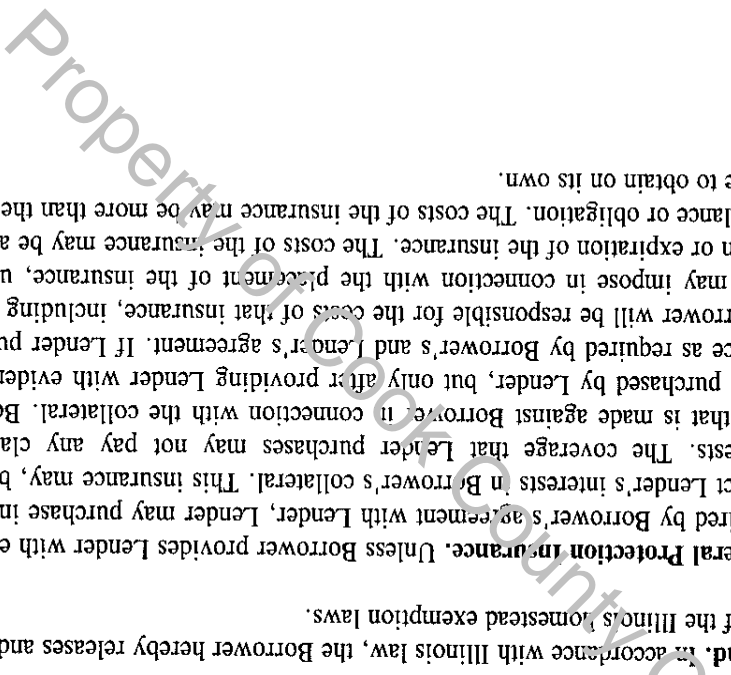 nd. In accordance with Illinois law, the Borrower hereby releases and
f the Illinois homestead exemption laws.
eral Protection Insurance. Unless Borrower provides Lender with e
ired by Borrower's agreement with Lender, Lender may purchase in
ct Lender's interests in Borrower's collateral. This insurance may, b
ests. The coverage that Lender purchases may not pay any cla
that is made against Borrower in connection with the collateral. Bo
purchased by Lender, but only after providing Lender with eviden
ce as required by Borrower's and Lender's agreement. If Lender pu
rrower will be responsible for the costs of that insurance, including
may impose in connection with the placement of the insurance, u
n or expiration of the insurance. The costs of the insurance may be a
lance or obligation. The costs of the insurance may be more than the
e to obtain on its own.
Property of Cook County C